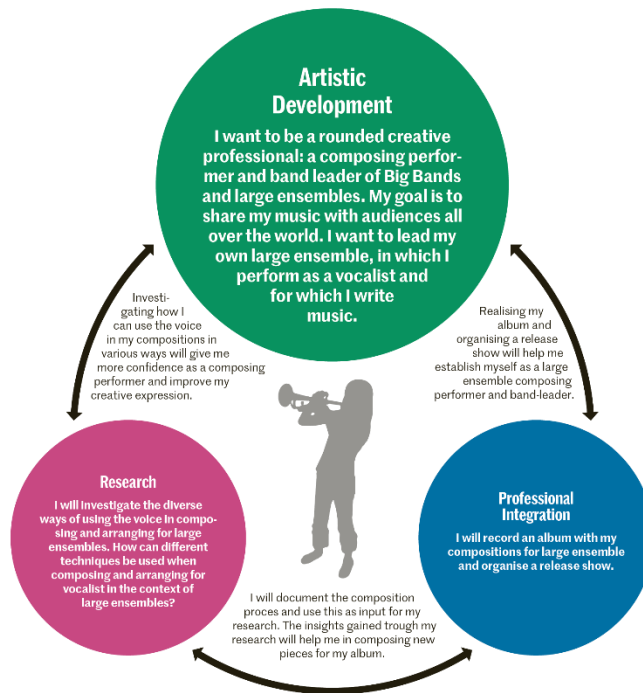 Artistic
Development
I want to be a rounded creative
professional: a composing perfor-
mer and band leader of Big Bands
and large ensembles. My goal is to
share my music with audiences all
over the world. I want to lead my
own large ensemble, in which I
perform as a vocalist and
for which I write
music.
Investi-
gating how I
can use the voice
in my compositions in
various ways will give me
more confidence as a composing
performer and improve my
creative expression.
Realising my
album and
organising a release
show will help me
establish myself as a large
ensemble composing
performer and band-leader.
Research
I will investigate the diverse
ways of using the voice in compo-
sing and arranging for large
ensembles. How can different
techniques be used when
composing and arranging for
vocalist in the context of
large ensembles?
Professional
Integration
I will record an album with my
compositions for large ensemble
and organise a release show.
I will document the composition
proces and use this as input for my
research. The insights gained trough my
research will help me in composing new
pieces for my album.